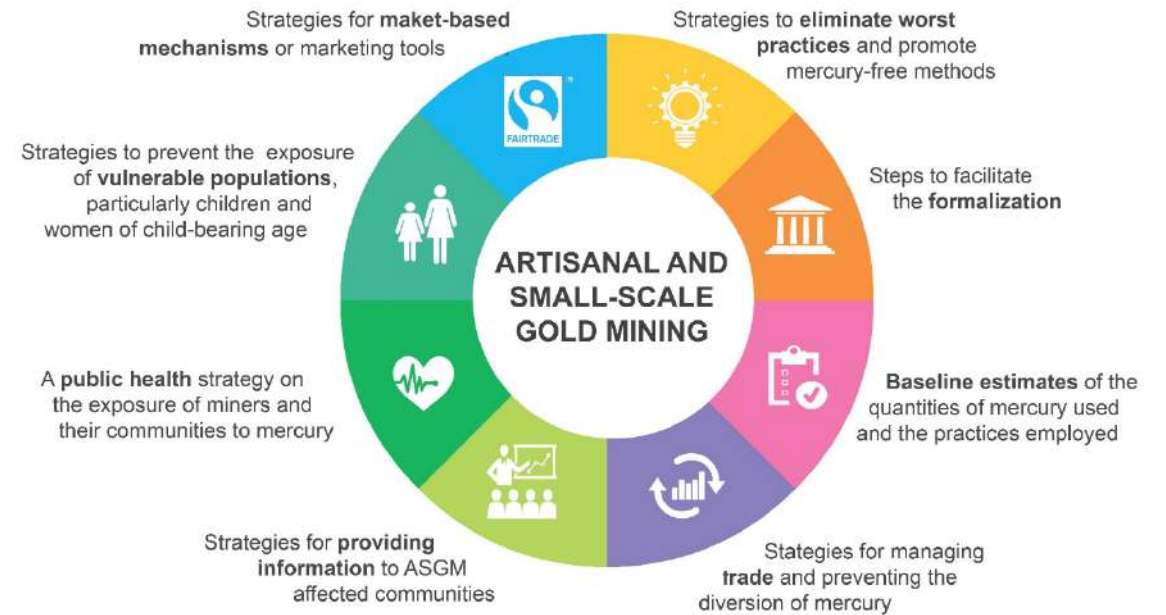 Strategies for maket-based
mechanisms or marketing tools
Strategies to eliminate worst
practices and promote
mercury-free methods
FAIRTRADE
Strategies to prevent the exposure
of vulnerable populations,
particularly children and
women of child-bearing age
Steps to facilitate
the formalization
ARTISANAL AND
SMALL-SCALE
GOLD MINING
A public health strategy on
the exposure of miners and
their communities to mercury
Baseline estimates of the
quantities of mercury used
and the practices employed
Strategies for providing
information to ASGM
affected communities
Stategies for managing
trade and preventing the
diversion of mercury